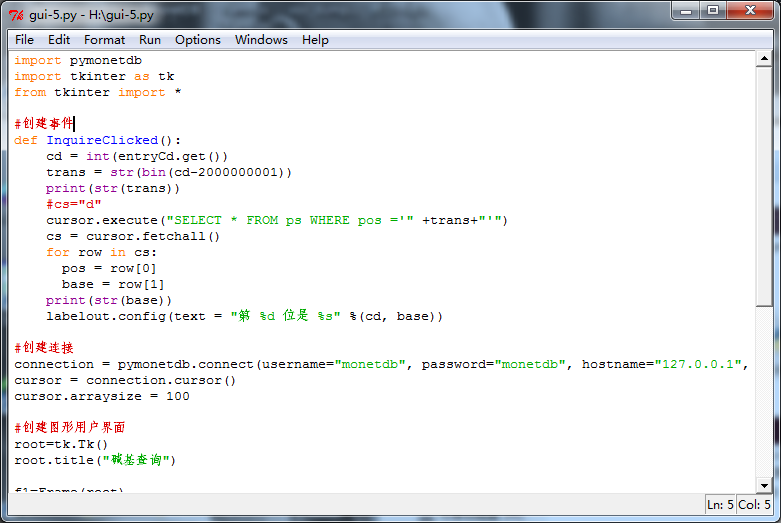 gui-5.py - H:\gui-5.py
File Edit Format Run Options Windows Help
import pymonetdb
import tkinter as tk
from tkinter import *
#创建事件
def InquireClicked():
cd = int(entryCd.get())
trans = str(bin(cd-2000000001))
print(str(trans))
#cs="d"
cursor.execute("SELECT * FROM ps WHERE pos ='" +trans+"'")
cs = cursor.fetchall()
for row in cs:
pos = row[0]
base = row[1]
print(str(base))
labelout.config(text = "第 %d 位是 %s" %(cd, base))
#创建连接
connection = pymonetdb.connect(username="monetdb", password="monetdb", hostname="127.0.0.1",
cursor = connection.cursor()
cursor.arraysize = 100
#创建图形用户界面
root=tk.Tk()
root.title("碱基查询")
f1=Frame(root)
Ln: 5 Col: 5